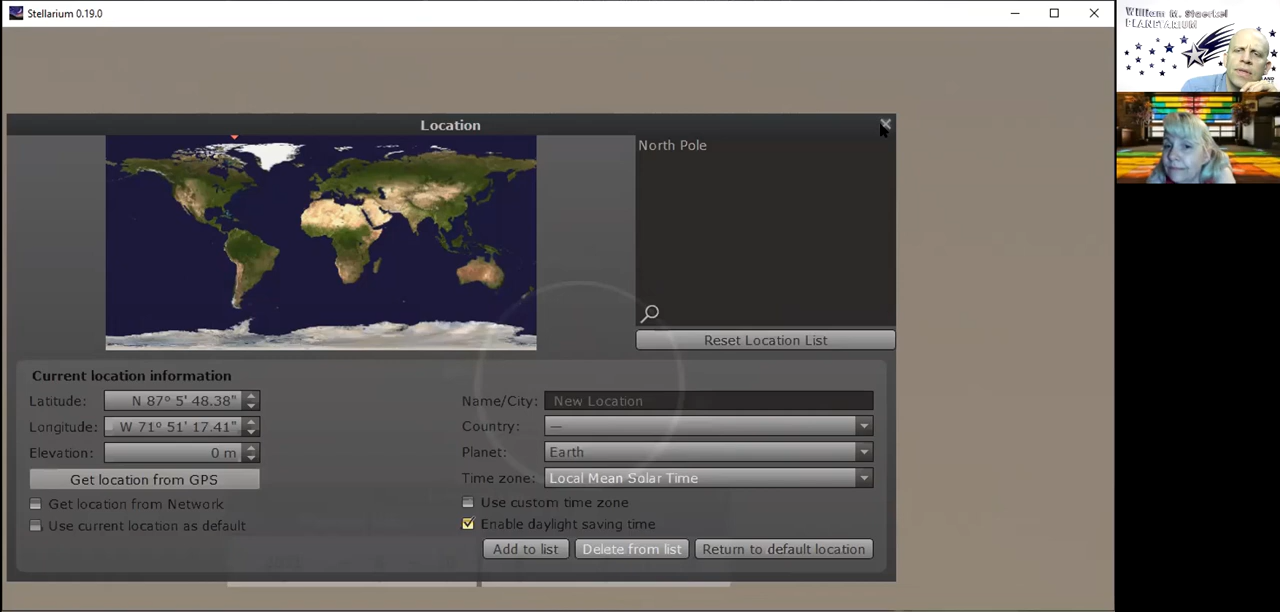 Stellarium 0.19.0
William M. Staerkel
PLANETARIUM
Location
North Pole
Reset Location List
Current location information
Latitude: N 87° 5' 48.38"
Longitude: W 71° 51' 17.41"
Elevation: 0 m
Get location from GPS
Get location from Network
Use current location as default
Name/City: New Location
Country: —
Planet: Earth
Time zone: Local Mean Solar Time
Use custom time zone
Enable daylight saving time
Add to list
Delete from list
Return to default location